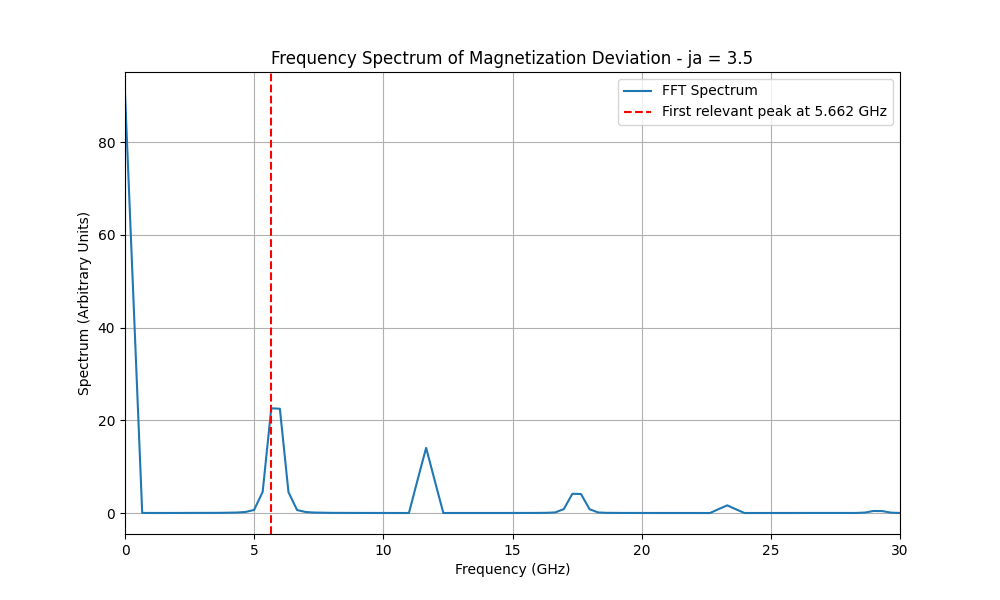 Frequency Spectrum of Magnetization Deviation - ja = 3.5
FFT Spectrum
First relevant peak at 5.662 GHz
Spectrum (Arbitrary Units)
80
60
40
20
0
0 5 10 15 20 25 30
Frequency (GHz)